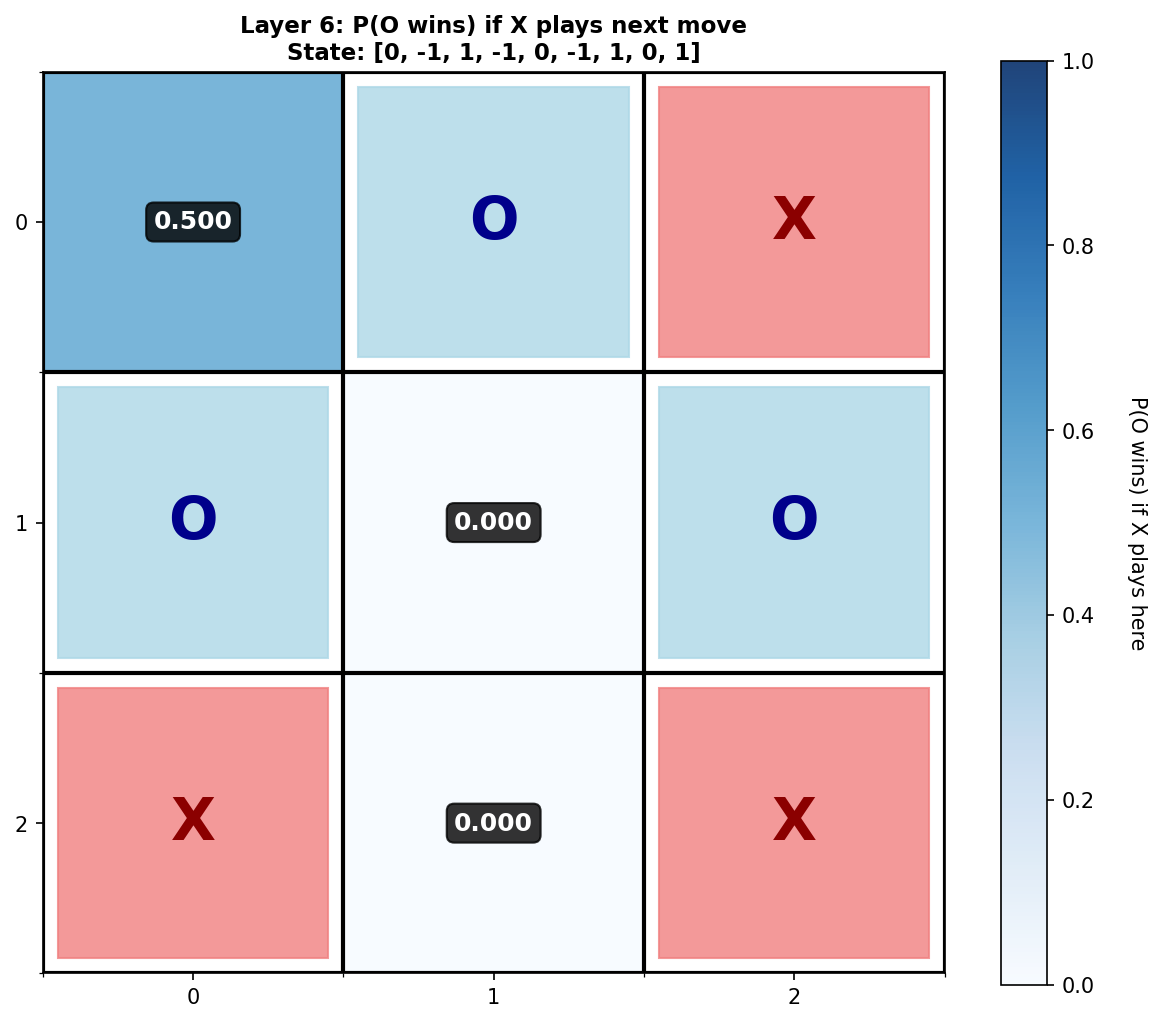 Layer 6: P(O wins) if X plays next move
State: [0, -1, 1, -1, 0, -1, 1, 0, 1]
0.500
O
X
O
0.000
O
X
0.000
X
0
1
2
0
1
2
1.0
0.8
0.6
0.4
0.2
0.0
P(O wins) if X plays here